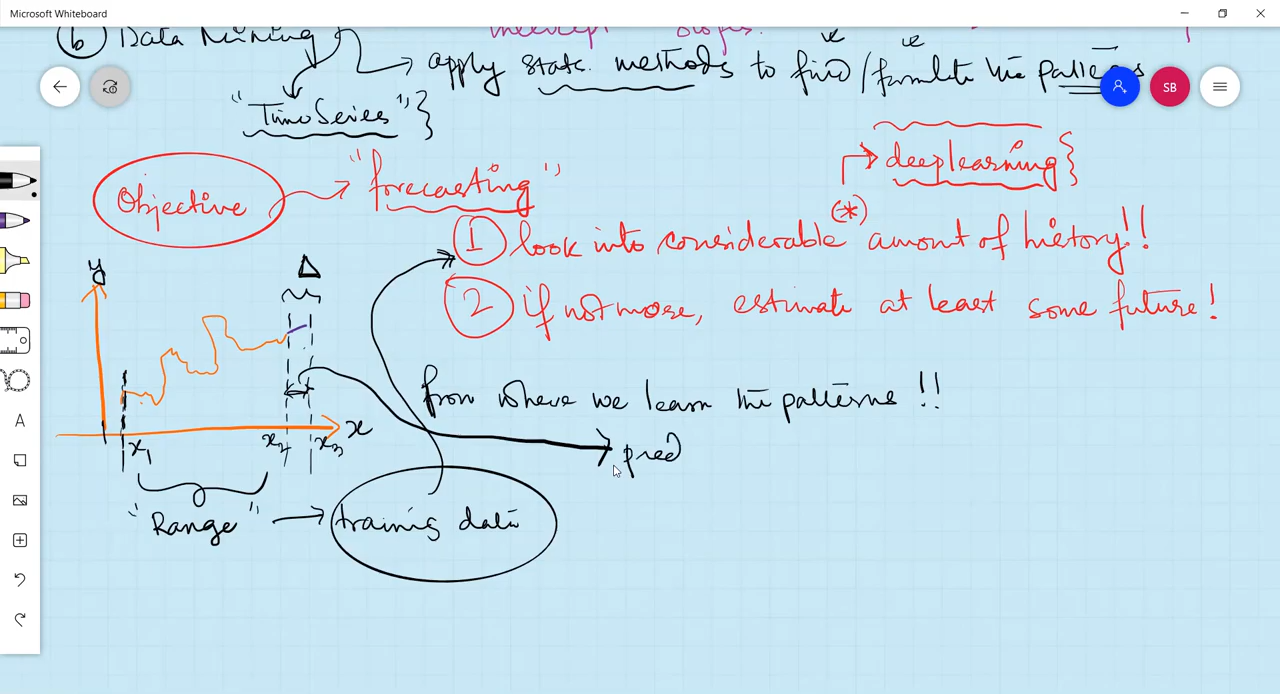 Microsoft Whiteboard
intercept slopes.
(b) Data Mining
apply stats. methods to find / formulate the patterns
"Time Series" }
SB
→ deeplearning }
Objective → "forecasting"
(*)
(1) look into considerable amount of history!!
(2) if not more, estimate at least some future!
y
Δ
from where we learn the patterns !!
x1 x2 x3 x
pred
"Range" → training data
A